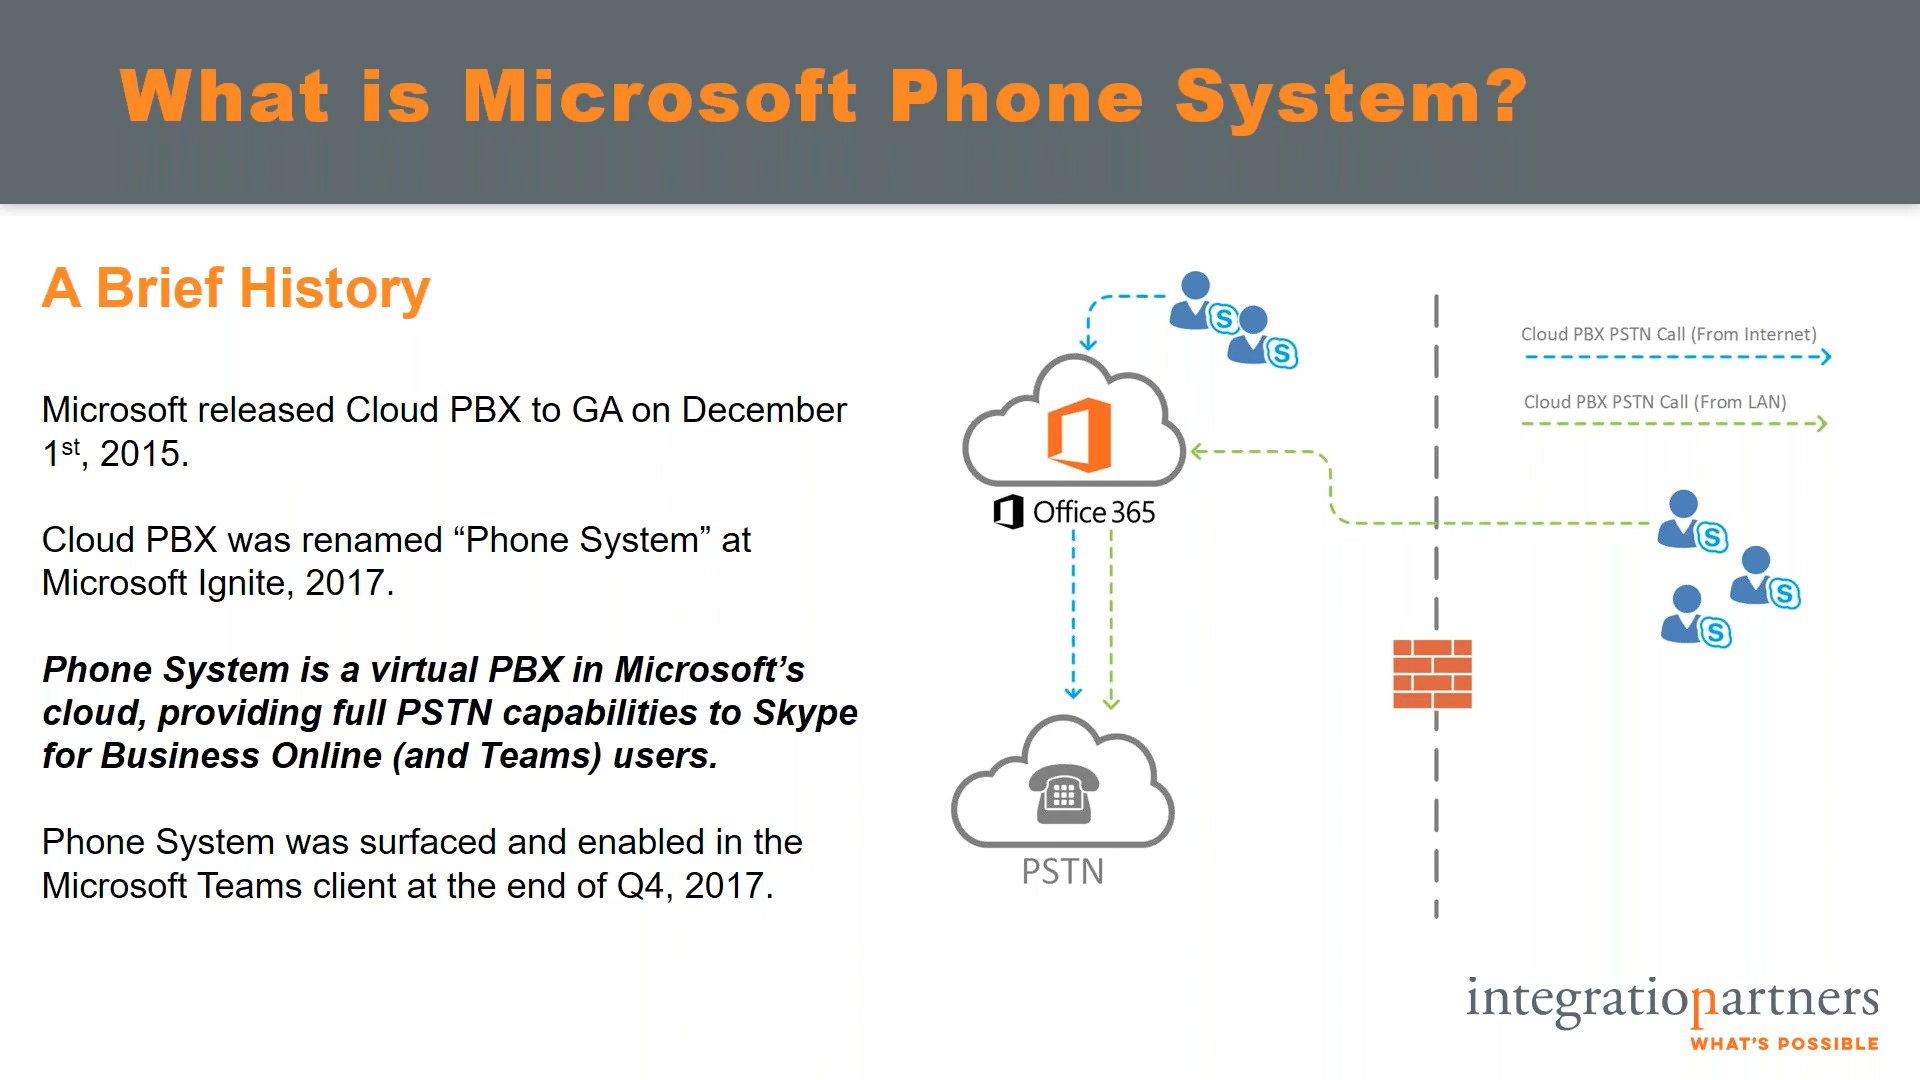 What is Microsoft Phone System?
A Brief History
Microsoft released Cloud PBX to GA on December
1st, 2015.
Cloud PBX was renamed “Phone System” at
Microsoft Ignite, 2017.
Phone System is a virtual PBX in Microsoft’s
cloud, providing full PSTN capabilities to Skype
for Business Online (and Teams) users.
Phone System was surfaced and enabled in the
Microsoft Teams client at the end of Q4, 2017.
S
S
Office 365
PSTN
Cloud PBX PSTN Call (From Internet)
Cloud PBX PSTN Call (From LAN)
S
S
S
integrationpartners
WHAT'S POSSIBLE